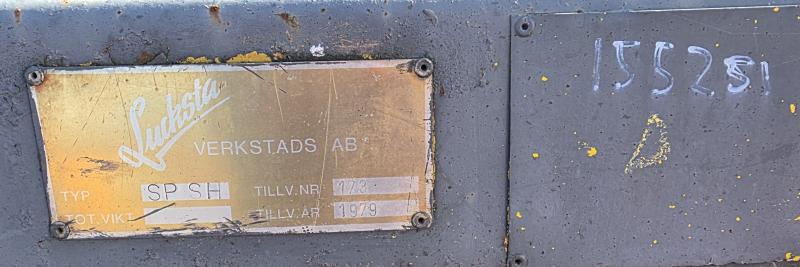 Lucksta
VERKSTADS AB
TYP SP SH TILLV.NR 173
TOT.VIKT TILLV.ÅR 1979
155251
D